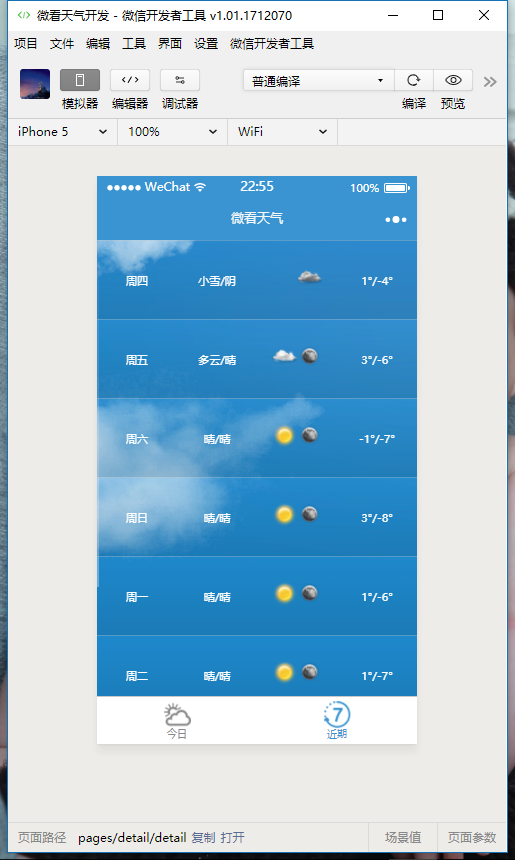 微看天气开发 - 微信开发者工具 v1.01.1712070
项目 文件 编辑 工具 界面 设置 微信开发者工具
普通编译
模拟器 编辑器 调试器 编译 预览
iPhone 5 100% WiFi
WeChat 22:55 100%
微看天气
周四 小雪/阴 1°/-4°
周五 多云/晴 3°/-6°
周六 晴/晴 -1°/-7°
周日 晴/晴 3°/-8°
周一 晴/晴 1°/-6°
周二 晴/晴 1°/-7°
7
今日 近期
页面路径 pages/detail/detail 复制 打开 场景值 页面参数